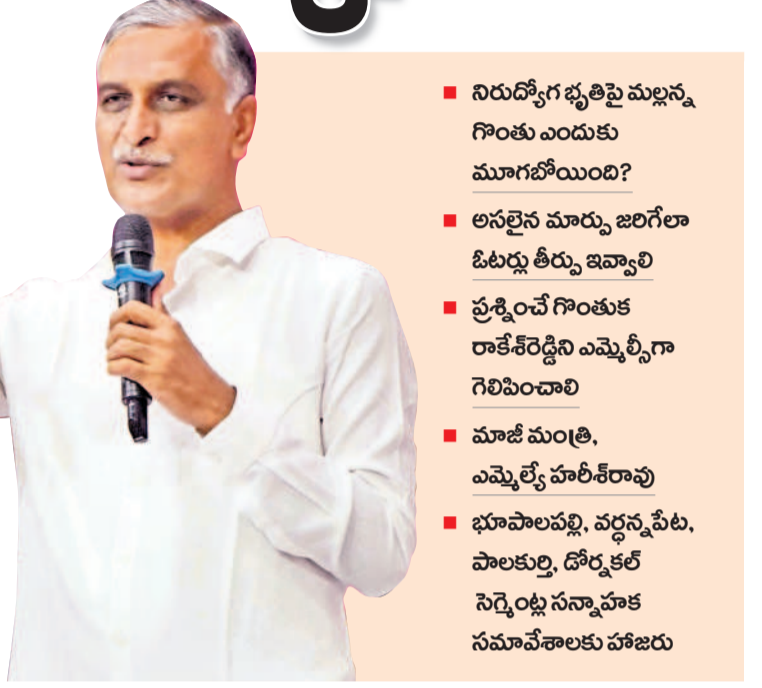 నిరుద్యోగ భృతిపై మల్లన్న
గొంతు ఎందుకు
మూగబోయింది?
అసలైన మార్పు జరిగేలా
ఓటర్లు తీర్పు ఇవ్వాలి
ప్రశ్నించే గొంతుక
రాకేశ్‌రెడ్డిని ఎమ్మెల్సీగా
గెలిపించాలి
మాజీ మంత్రి,
ఎమ్మెల్యే హరీశ్‌రావు
భూపాలపల్లి, వర్ధన్నపేట,
పాలకుర్తి, డోర్నకల్
సెగ్మెంట్ల సన్నాహక
సమావేశాలకు హాజరు